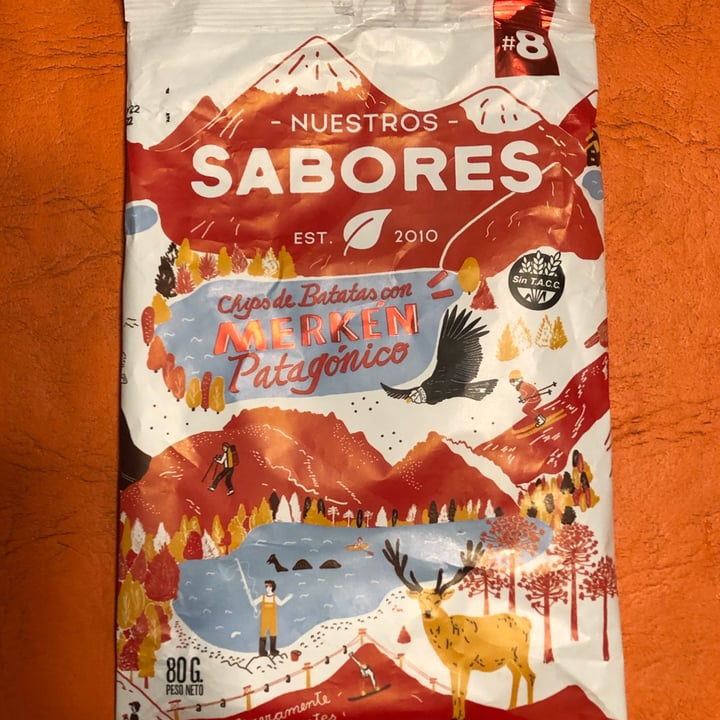 #8
- NUESTROS -
SABORES
EST. 2010
Sin T.A.C.C.
Chips de Batatas con
MERKÉN
Patagónico
80 G.
PESO NETO